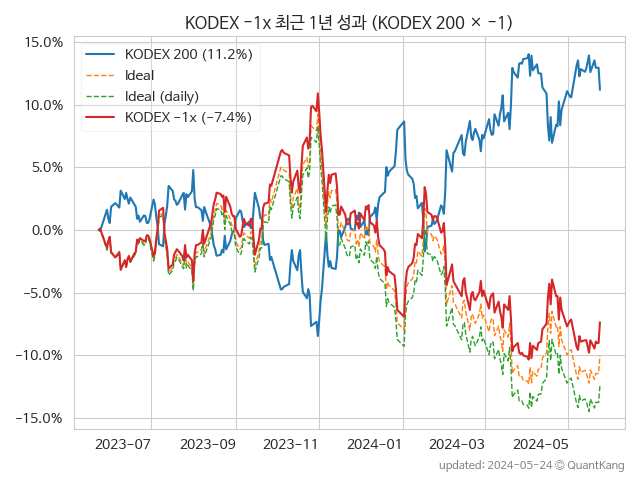 KODEX -1x 최근 1년 성과 (KODEX 200 × -1)
15.0%
10.0%
5.0%
0.0%
-5.0%
-10.0%
-15.0%
KODEX 200 (11.2%)
Ideal
Ideal (daily)
KODEX -1x (-7.4%)
2023-07 2023-09 2023-11 2024-01 2024-03 2024-05
updated: 2024-05-24 © QuantKang